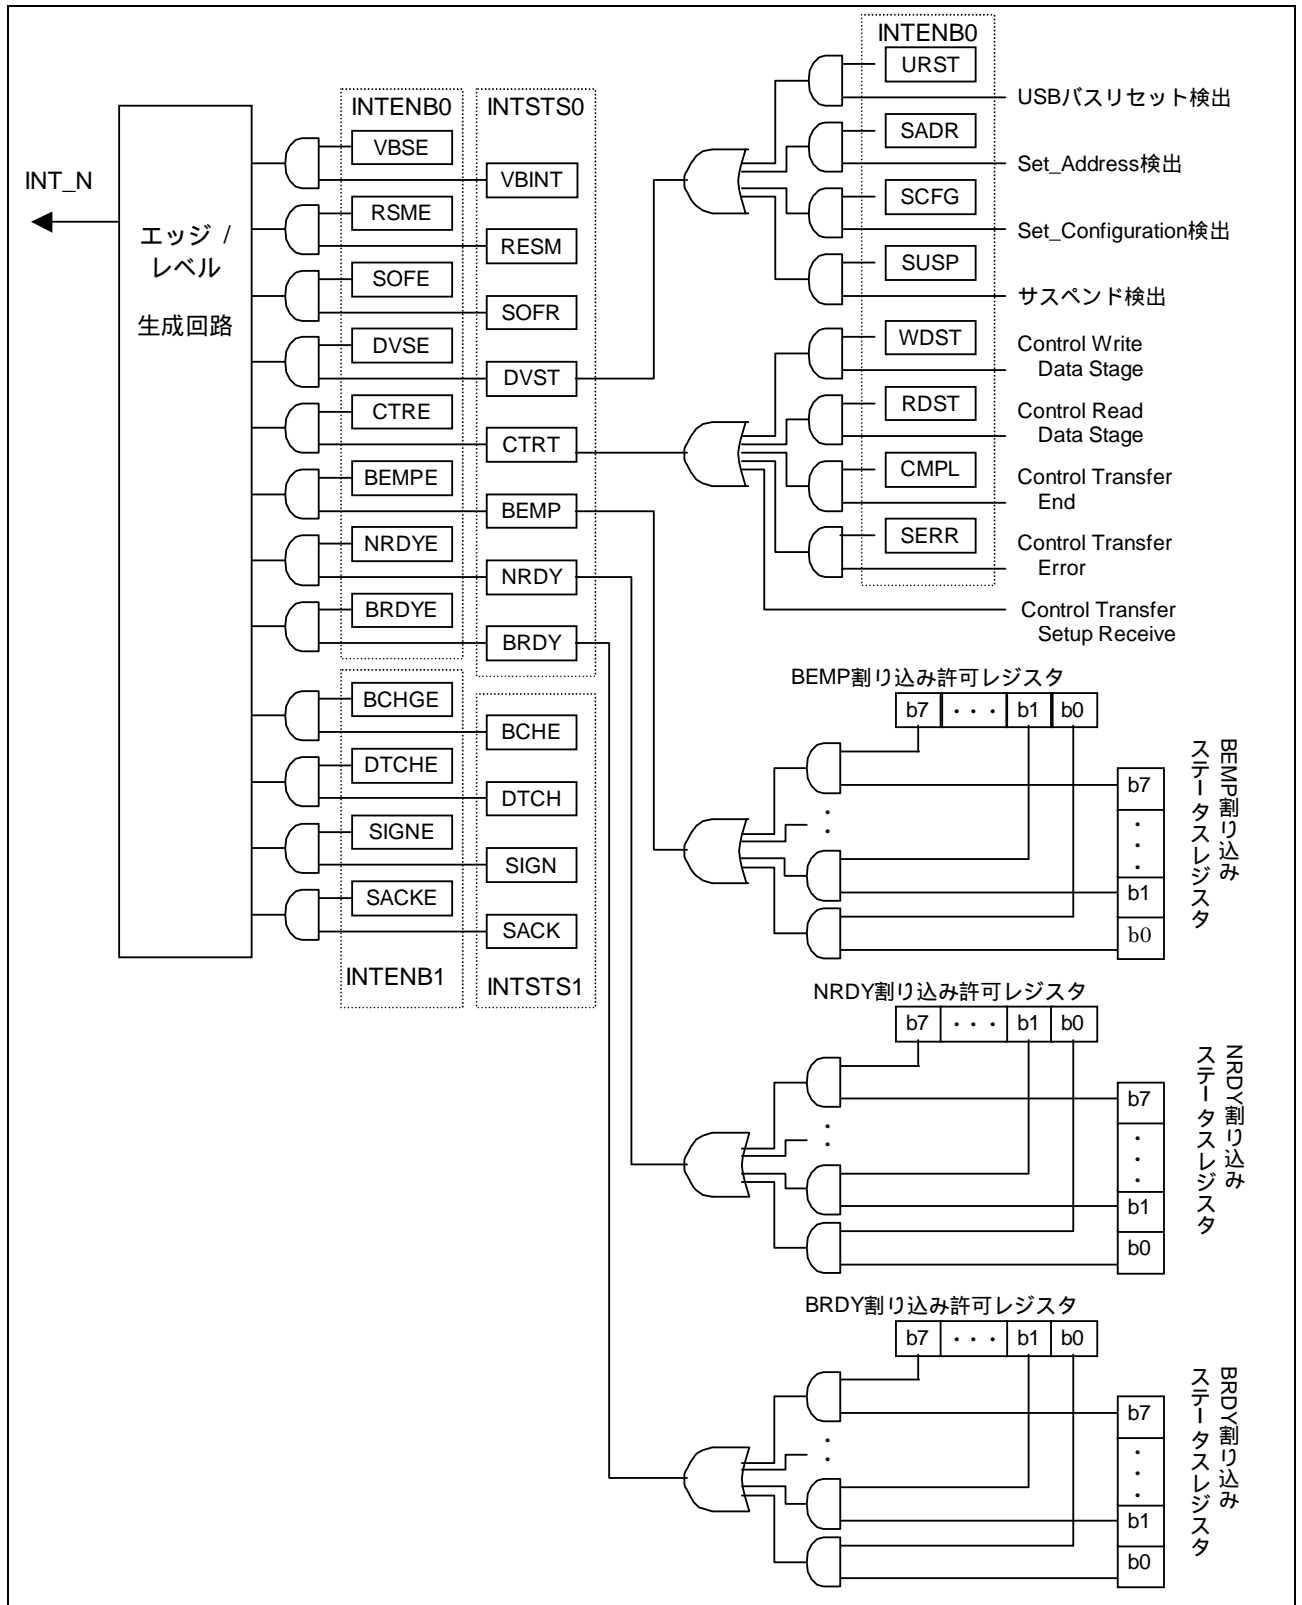 INT_N
エッジ /
レベル
生成回路
INTENB0
VBSE
RSME
SOFE
DVSE
CTRE
BEMPE
NRDYE
BRDYE
BCHGE
DTCHE
SIGNE
SACKE
INTENB1
INTSTS0
VBINT
RESM
SOFR
DVST
CTRT
BEMP
NRDY
BRDY
BCHE
DTCH
SIGN
SACK
INTSTS1
INTENB0
URST
USBバスリセット検出
SADR
Set_Address検出
SCFG
Set_Configuration検出
SUSP
サスペンド検出
WDST
Control Write
Data Stage
RDST
Control Read
Data Stage
CMPL
Control Transfer
End
SERR
Control Transfer
Error
Control Transfer
Setup Receive
BEMP割り込み許可レジスタ
b7 ・・・ b1 b0
BEMP割り込み
ステータスレジスタ
b7
・
・
・
b1
b0
NRDY割り込み許可レジスタ
b7 ・・・ b1 b0
NRDY割り込み
ステータスレジスタ
b7
・
・
・
b1
b0
BRDY割り込み許可レジスタ
b7 ・・・ b1 b0
BRDY割り込み
ステータスレジスタ
b7
・
・
・
b1
b0